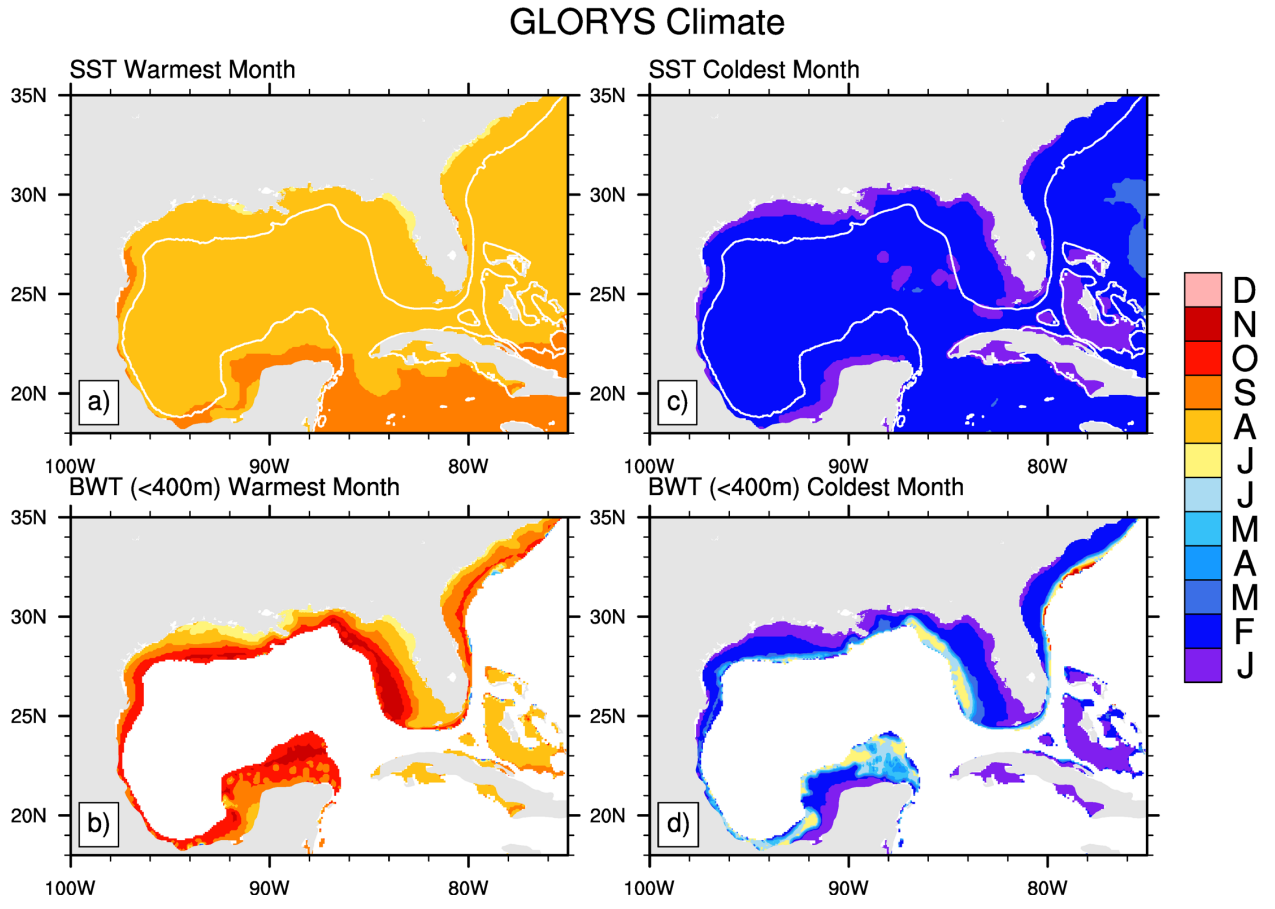 GLORYS Climate
SST Warmest Month
SST Coldest Month
35N
30N
25N
20N
a)
100W
90W
80W
35N
30N
25N
20N
c)
100W
90W
80W
BWT (<400m) Warmest Month
BWT (<400m) Coldest Month
35N
30N
25N
20N
b)
100W
90W
80W
35N
30N
25N
20N
d)
100W
90W
80W
D
N
O
S
A
J
J
M
A
M
F
J